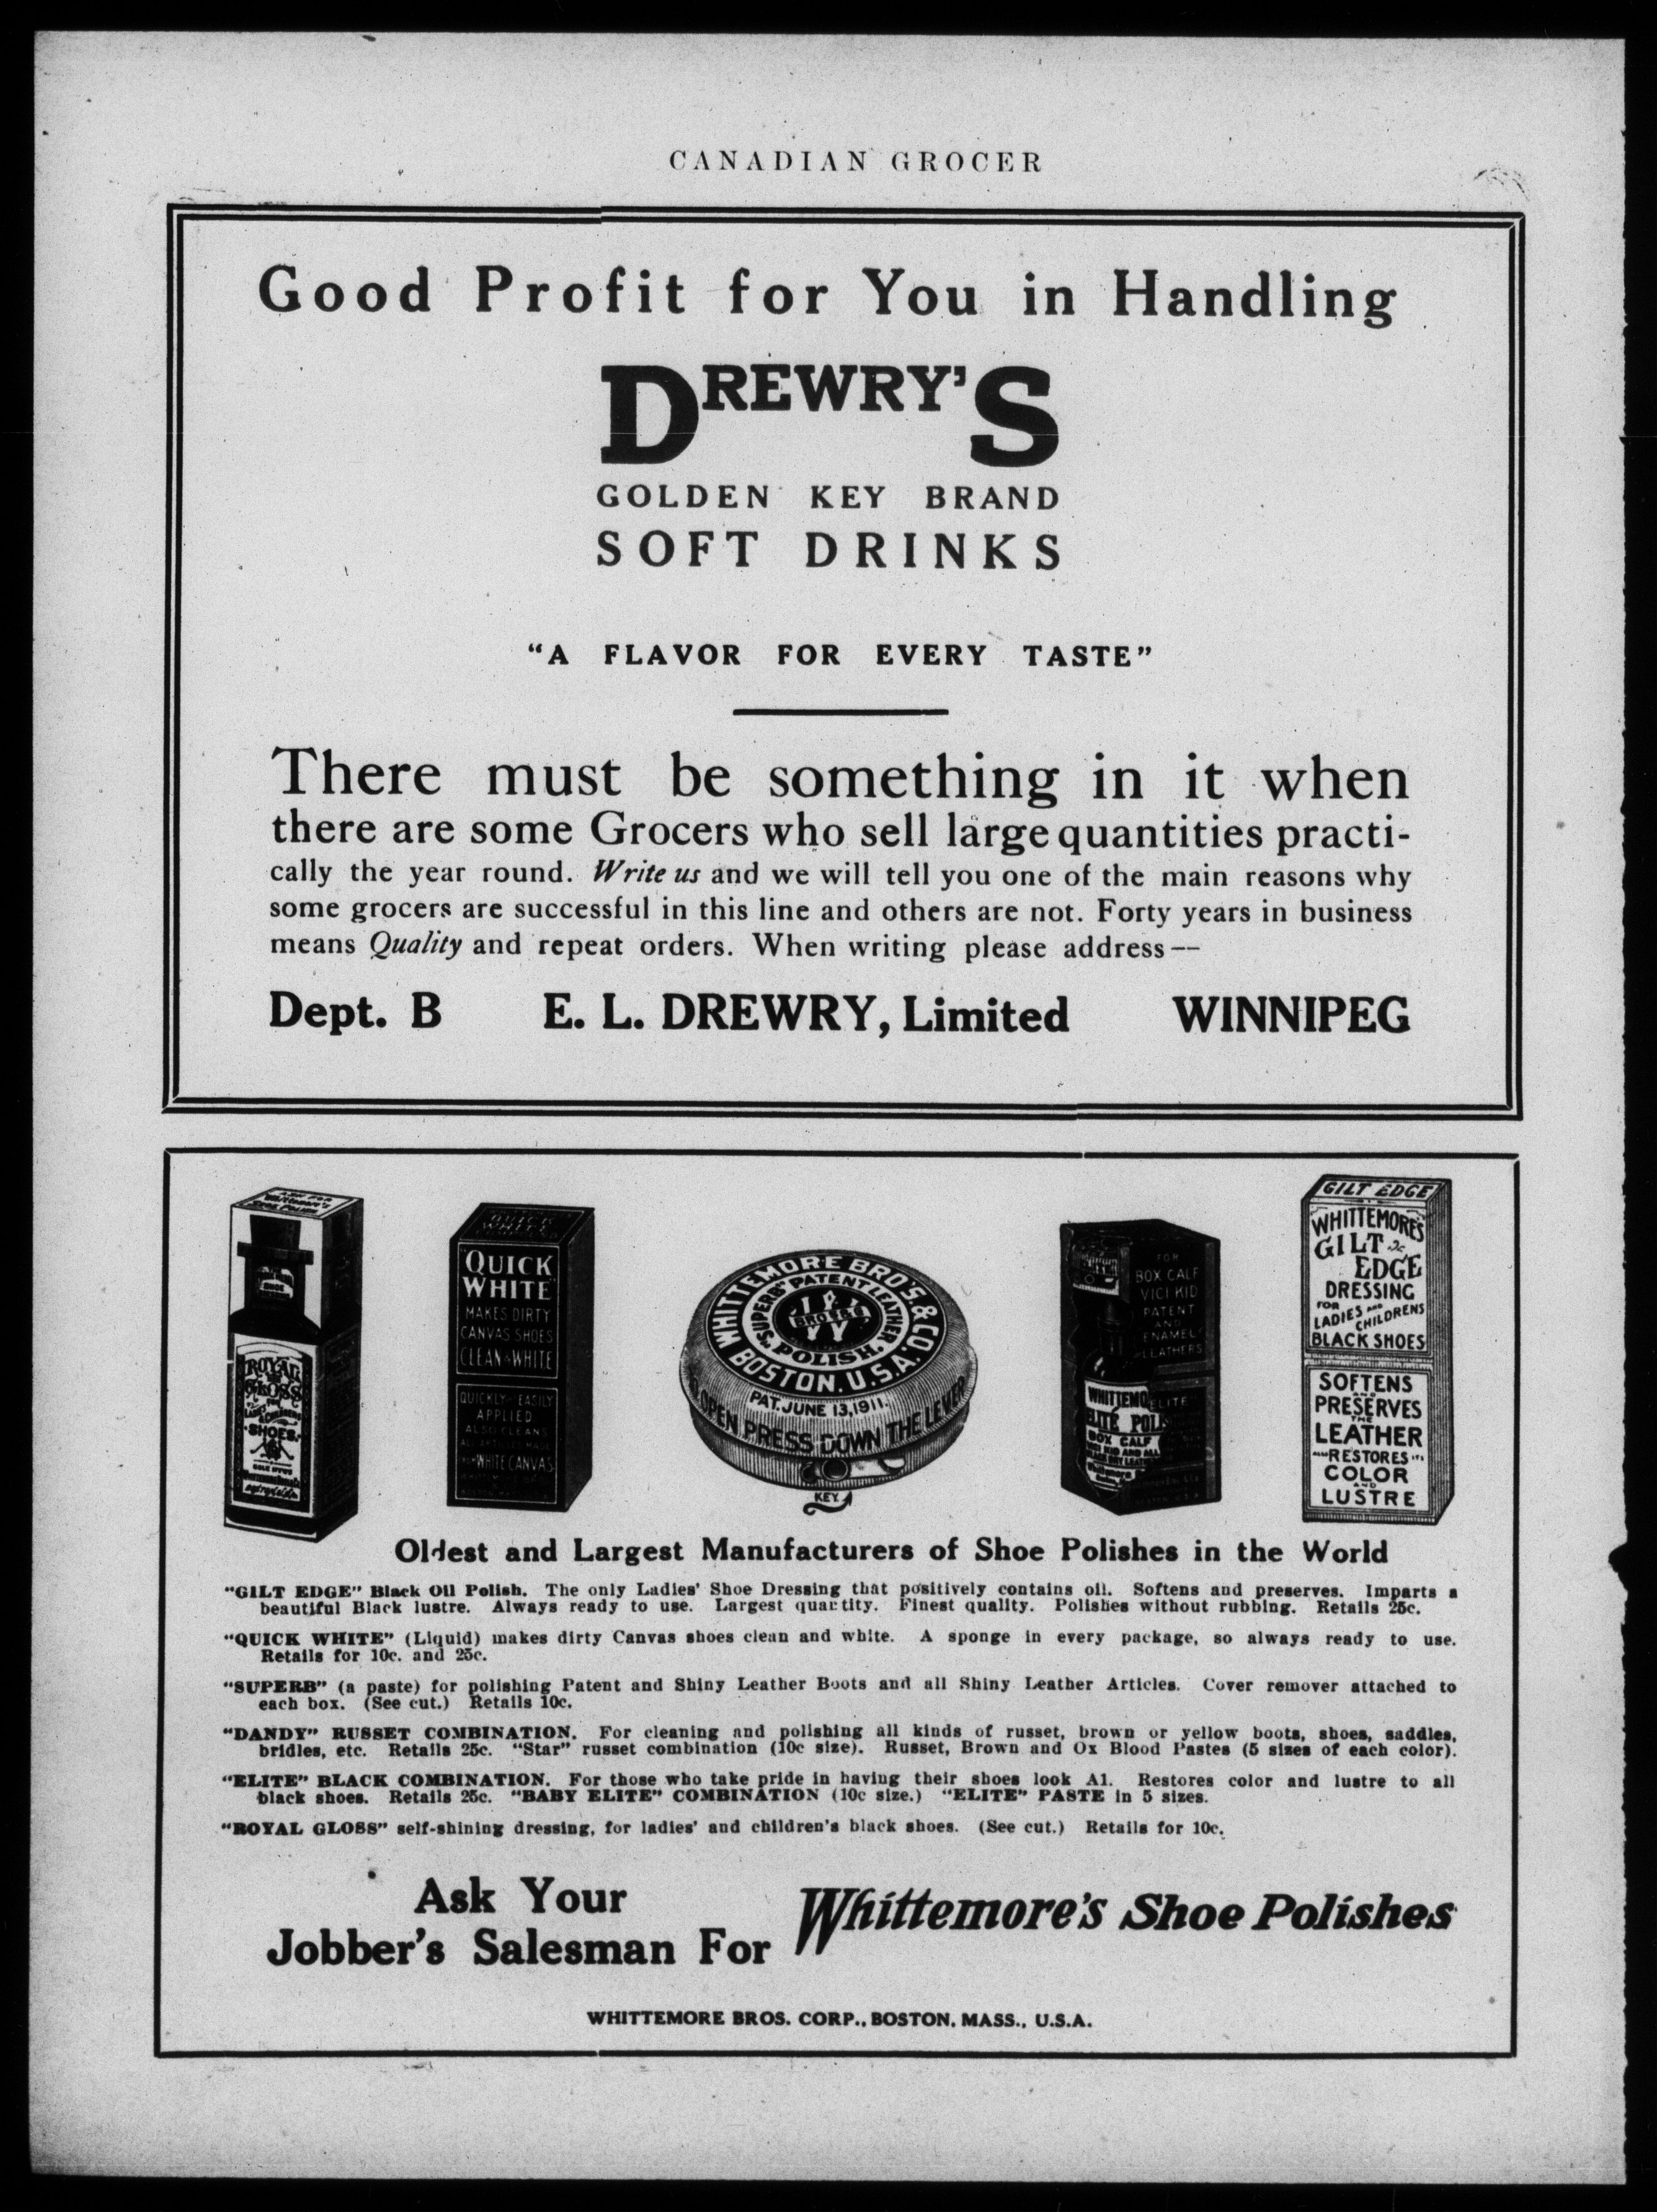 CANADIAN GROCER
Good Profit for You in Handling
DREWRY'S
GOLDEN KEY BRAND
SOFT DRINKS
"A FLAVOR FOR EVERY TASTE"
There must be something in it when
there are some Grocers who sell large quantities practi-
cally the year round. Write us and we will tell you one of the main reasons why
some grocers are successful in this line and others are not. Forty years in business
means Quality and repeat orders. When writing please address—
Dept. B E. L. DREWRY, Limited WINNIPEG
ROYAL
GLOSS
SHOES
QUICK
WHITE
QUICK
WHITE
MAKES DIRTY
CANVAS SHOES
CLEAN & WHITE
QUICKLY & EASILY
APPLIED
ALSO CLEANS
WHITE CANVAS
WHITTEMORE BRO'S & CO.
BOSTON. U.S.A.
"SUPERB" PATENT LEATHER
POLISH.
PAT. JUNE 13, 1911.
OPEN PRESS DOWN THE LEVER
KEY
FOR
BOX CALF
VICI KID
PATENT
AND
ENAMEL
LEATHERS
WHITTEMO
ELITE
ELITE POLI
BOX CALF
GILT EDGE
WHITTEMORE'S
GILT
EDGE
DRESSING
FOR
LADIES AND
CHILDRENS
BLACK SHOES
SOFTENS
AND
PRESERVES
THE
LEATHER
RESTORES
COLOR
AND
LUSTRE
Oldest and Largest Manufacturers of Shoe Polishes in the World
"GILT EDGE" Black Oil Polish. The only Ladies' Shoe Dressing that positively contains oil. Softens and preserves. Imparts a
beautiful Black lustre. Always ready to use. Largest quantity. Finest quality. Polishes without rubbing. Retails 25c.
"QUICK WHITE" (Liquid) makes dirty Canvas shoes clean and white. A sponge in every package, so always ready to use.
Retails for 10c. and 25c.
"SUPERB" (a paste) for polishing Patent and Shiny Leather Boots and all Shiny Leather Articles. Cover remover attached to
each box. (See cut.) Retails 10c.
"DANDY" RUSSET COMBINATION. For cleaning and polishing all kinds of russet, brown or yellow boots, shoes, saddles,
bridles, etc. Retails 25c. "Star" russet combination (10c size). Russet, Brown and Ox Blood Pastes (5 sizes of each color).
"ELITE" BLACK COMBINATION. For those who take pride in having their shoes look A1. Restores color and lustre to all
black shoes. Retails 25c. "BABY ELITE" COMBINATION (10c size.) "ELITE" PASTE in 5 sizes.
"ROYAL GLOSS" self-shining dressing, for ladies' and children's black shoes. (See cut.) Retails for 10c.
Ask Your
Jobber's Salesman For
Whittemore's Shoe Polishes
WHITTEMORE BROS. CORP., BOSTON, MASS., U.S.A.